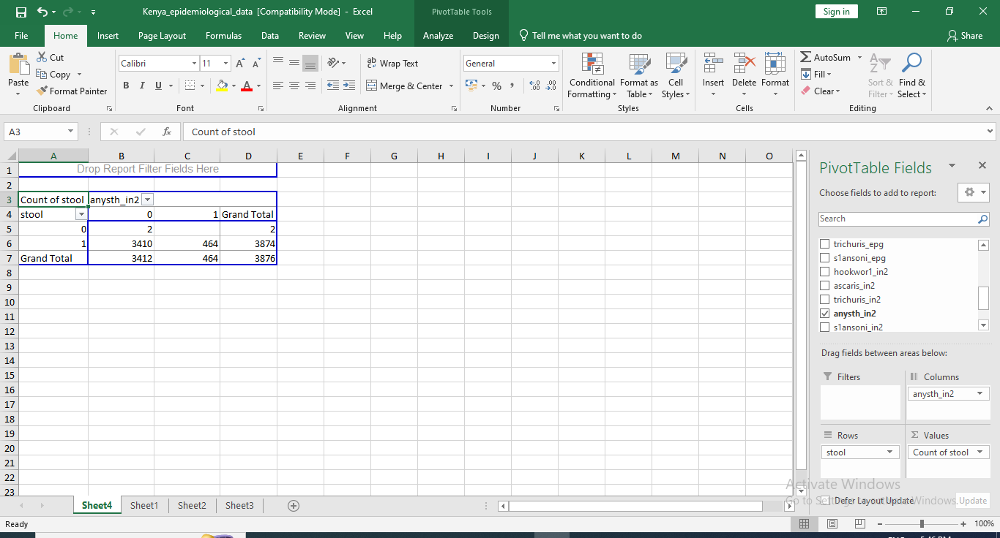 Kenya_epidemiological_data [Compatibility Mode] - Excel
PivotTable Tools
Sign in
File Home Insert Page Layout Formulas Data Review View Help Analyze Design Tell me what you want to do Share
Paste
Cut
Copy
Format Painter
Clipboard
Calibri 11
B I U A
Font
Wrap Text
Merge & Center
Alignment
General
%
Number
Conditional Formatting
Format as Table
Cell Styles
Styles
Insert Delete Format
Cells
AutoSum
Fill
Clear
Sort & Filter
Find & Select
Editing
A3 fx Count of stool
A B C D E F G H I J K L M N O
1 Drop Report Filter Fields Here
2
3 Count of stool anysth_in2
4 stool 0 1 Grand Total
5 0 2 2
6 1 3410 464 3874
7 Grand Total 3412 464 3876
8
9
10
11
12
13
14
15
16
17
18
19
20
21
22
23
PivotTable Fields
Choose fields to add to report:
Search
trichuris_epg
s1ansoni_epg
hookwor1_in2
ascaris_in2
trichuris_in2
anysth_in2
s1ansoni_in2
Drag fields between areas below:
Filters
Columns
anysth_in2
Rows
stool
Values
Count of stool
Activate Windows
Go to Settings to activate Windows.
Defer Layout Update
Update
Sheet4 Sheet1 Sheet2 Sheet3
Ready
100%